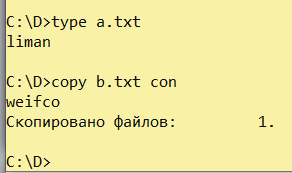 C:\D>type a.txt
liman
C:\D>copy b.txt con
weifco
Скопировано файлов:         1.
C:\D>